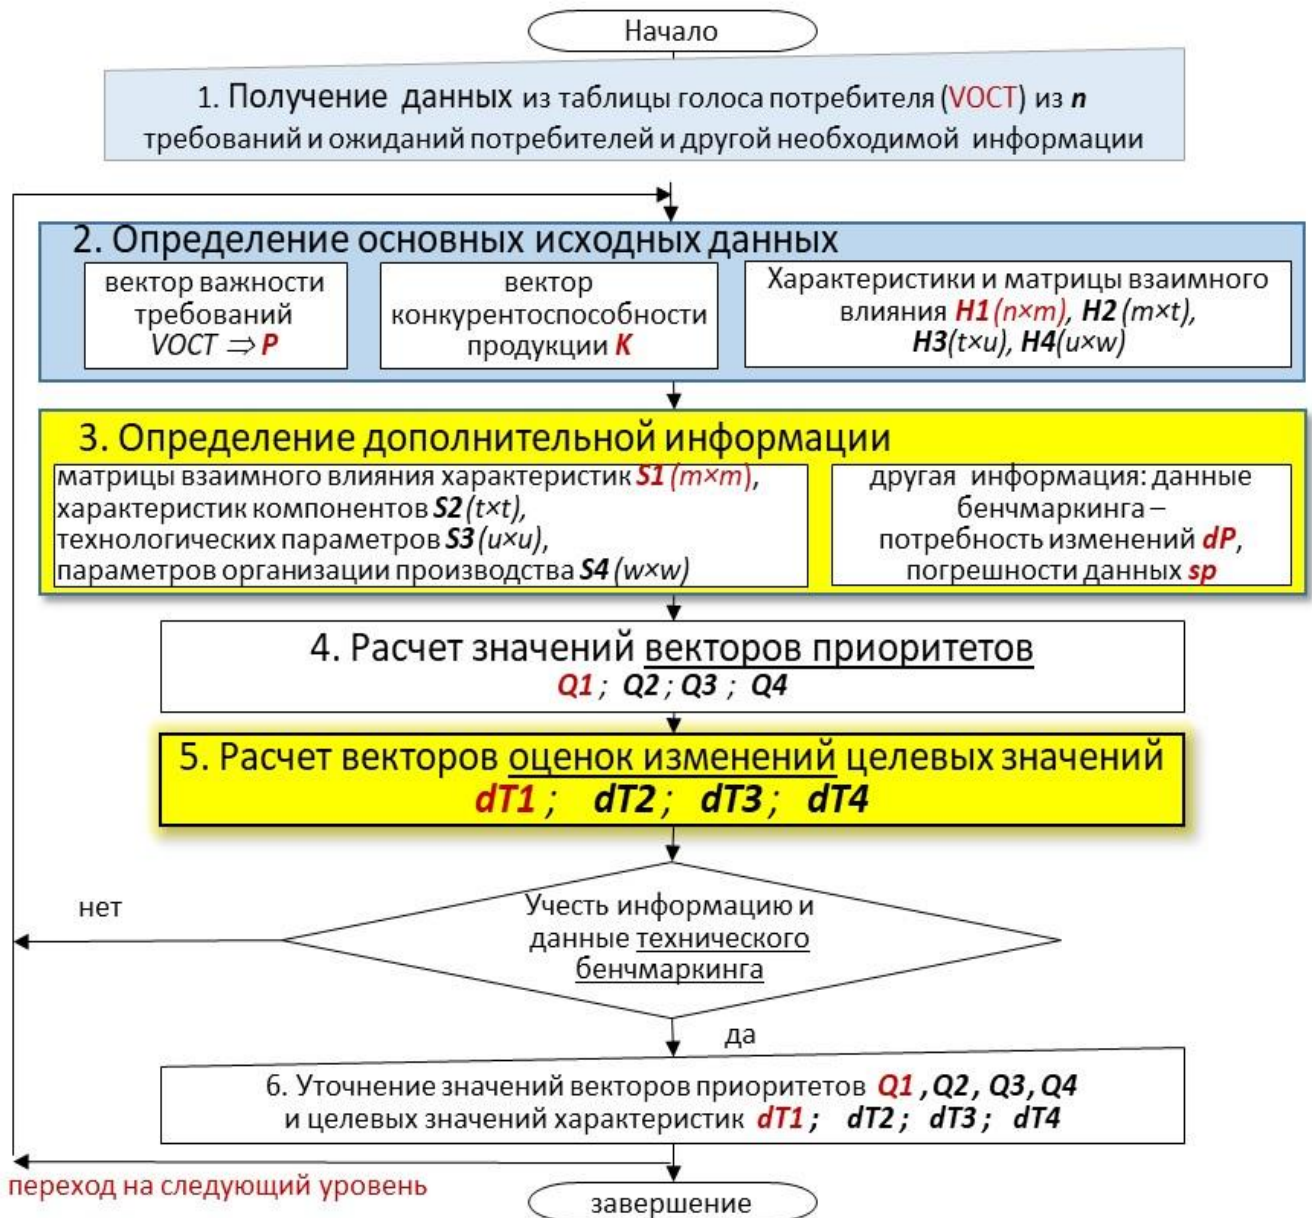 Начало
1. Получение данных из таблицы голоса потребителя (VOCT) из n
требований и ожиданий потребителей и другой необходимой информации
2. Определение основных исходных данных
вектор важности
требований
VOCT ⇒ P
вектор
конкурентоспособности
продукции K
Характеристики и матрицы взаимного
влияния H1(n×m), H2(m×t),
H3(t×u), H4(u×w)
3. Определение дополнительной информации
матрицы взаимного влияния характеристик S1(m×m),
характеристик компонентов S2(t×t),
технологических параметров S3(u×u),
параметров организации производства S4(w×w)
другая информация: данные
бенчмаркинга –
потребность изменений dP,
погрешности данных sp
4. Расчет значений векторов приоритетов
Q1 ; Q2 ; Q3 ; Q4
5. Расчет векторов оценок изменений целевых значений
dT1 ; dT2 ; dT3 ; dT4
Учесть информацию и
данные технического
бенчмаркинга
нет
да
6. Уточнение значений векторов приоритетов Q1 , Q2 , Q3 , Q4
и целевых значений характеристик dT1 ; dT2 ; dT3 ; dT4
переход на следующий уровень
завершение